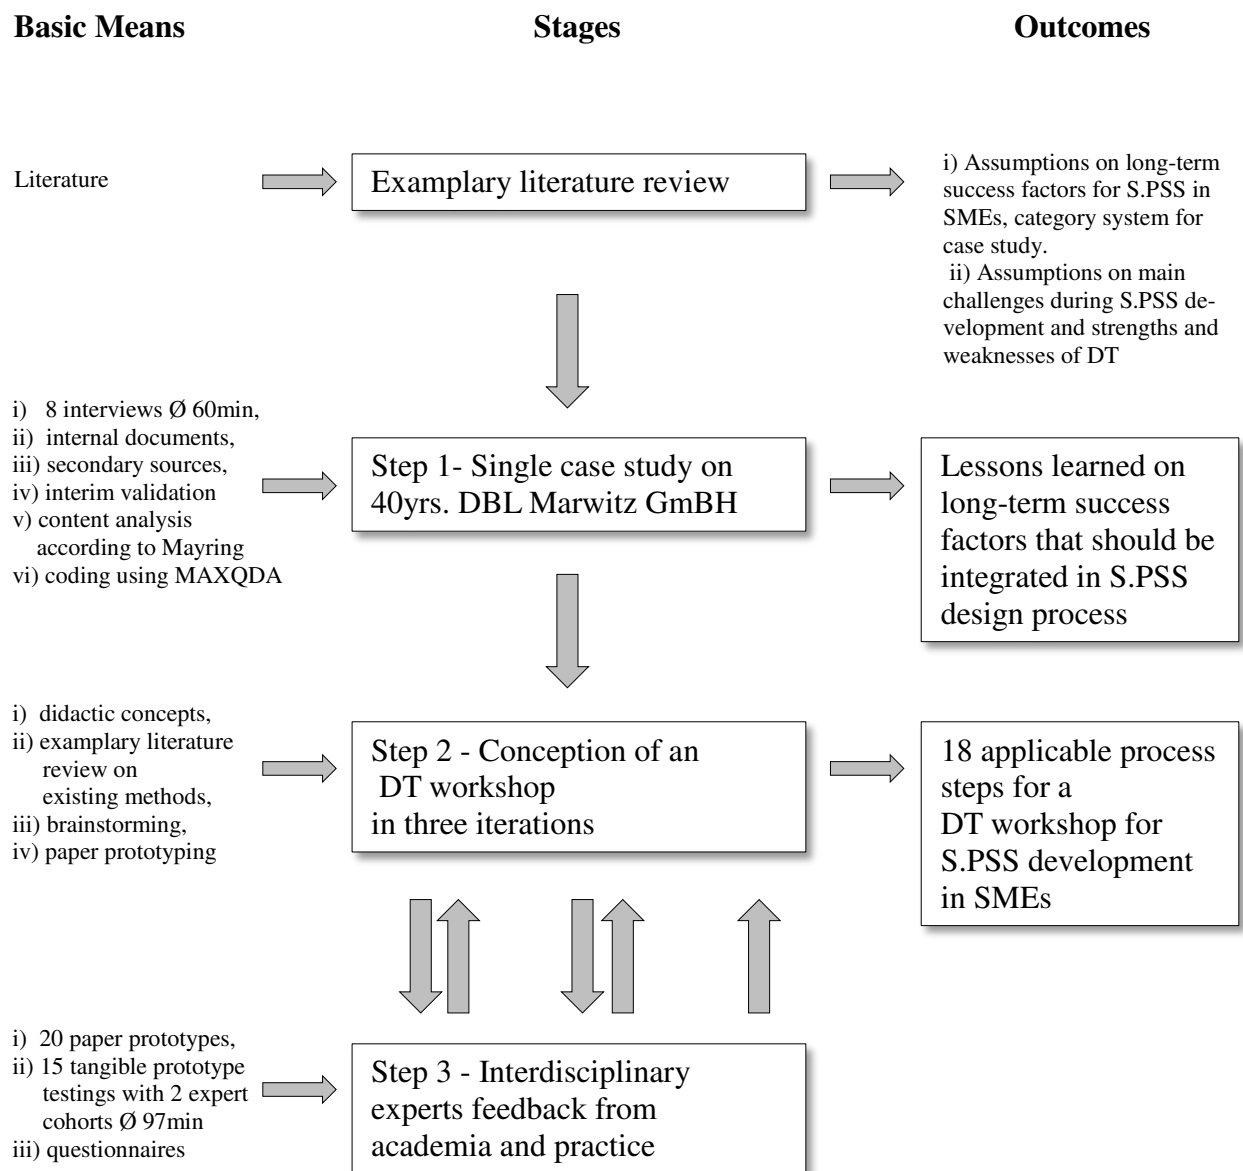 Basic Means
Stages
Outcomes
Literature
Examplary literature review
i) Assumptions on long-term
success factors for S.PSS in
SMEs, category system for
case study.
ii) Assumptions on main
challenges during S.PSS de-
velopment and strengths and
weaknesses of DT
i) 8 interviews Ø 60min,
ii) internal documents,
iii) secondary sources,
iv) interim validation
v) content analysis
according to Mayring
vi) coding using MAXQDA
Step 1- Single case study on
40yrs. DBL Marwitz GmBH
Lessons learned on
long-term success
factors that should be
integrated in S.PSS
design process
i) didactic concepts,
ii) examplary literature
review on
existing methods,
iii) brainstorming,
iv) paper prototyping
Step 2 - Conception of an
DT workshop
in three iterations
18 applicable process
steps for a
DT workshop for
S.PSS development
in SMEs
i) 20 paper prototypes,
ii) 15 tangible prototype
testings with 2 expert
cohorts Ø 97min
iii) questionnaires
Step 3 - Interdisciplinary
experts feedback from
academia and practice